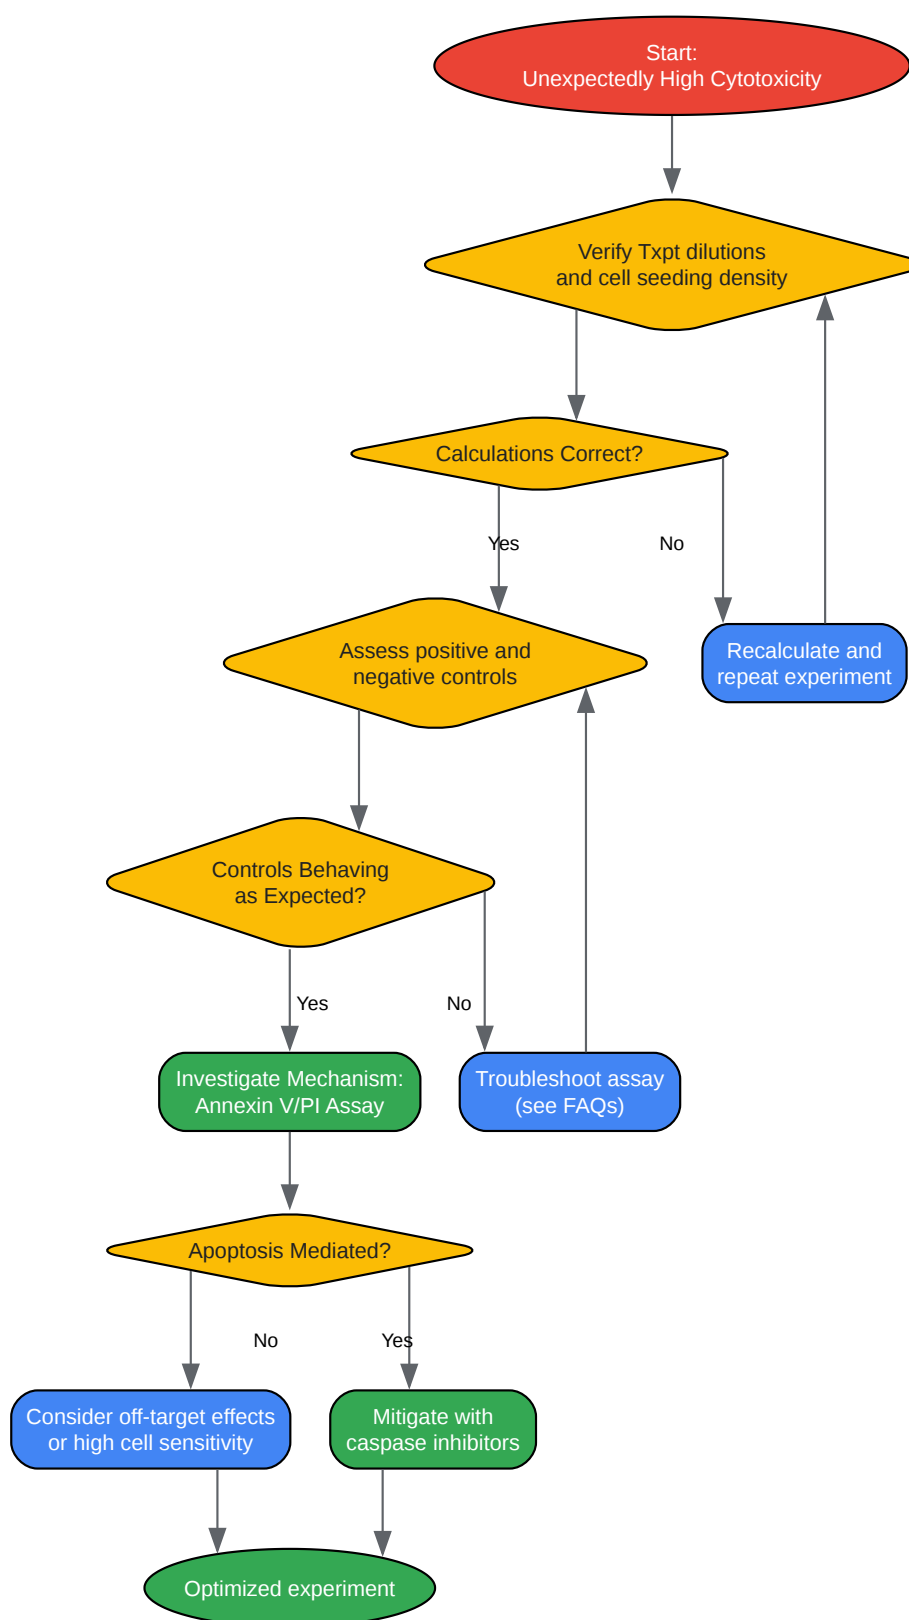 Start:
Unexpectedly High Cytotoxicity
Verify Txpt dilutions
and cell seeding density
Calculations Correct?
Yes
No
Assess positive and
negative controls
Recalculate and
repeat experiment
Controls Behaving
as Expected?
Yes
No
Investigate Mechanism:
Annexin V/PI Assay
Troubleshoot assay
(see FAQs)
Apoptosis Mediated?
No
Yes
Consider off-target effects
or high cell sensitivity
Mitigate with
caspase inhibitors
Optimized experiment